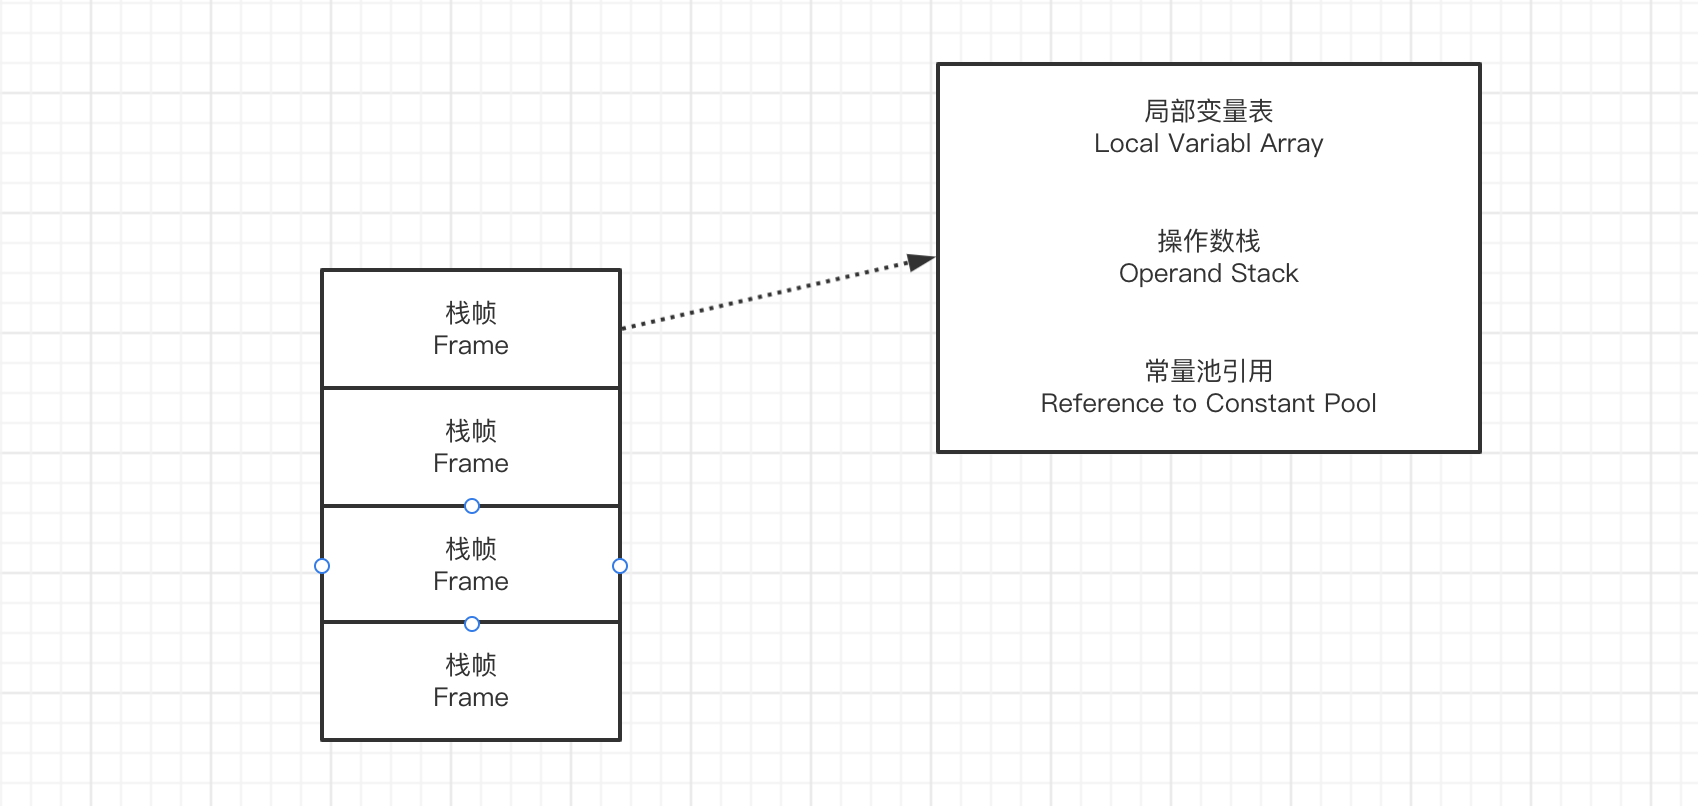 局部变量表
Local Variabl Array
操作数栈
Operand Stack
常量池引用
Reference to Constant Pool
栈帧
Frame
栈帧
Frame
栈帧
Frame
栈帧
Frame